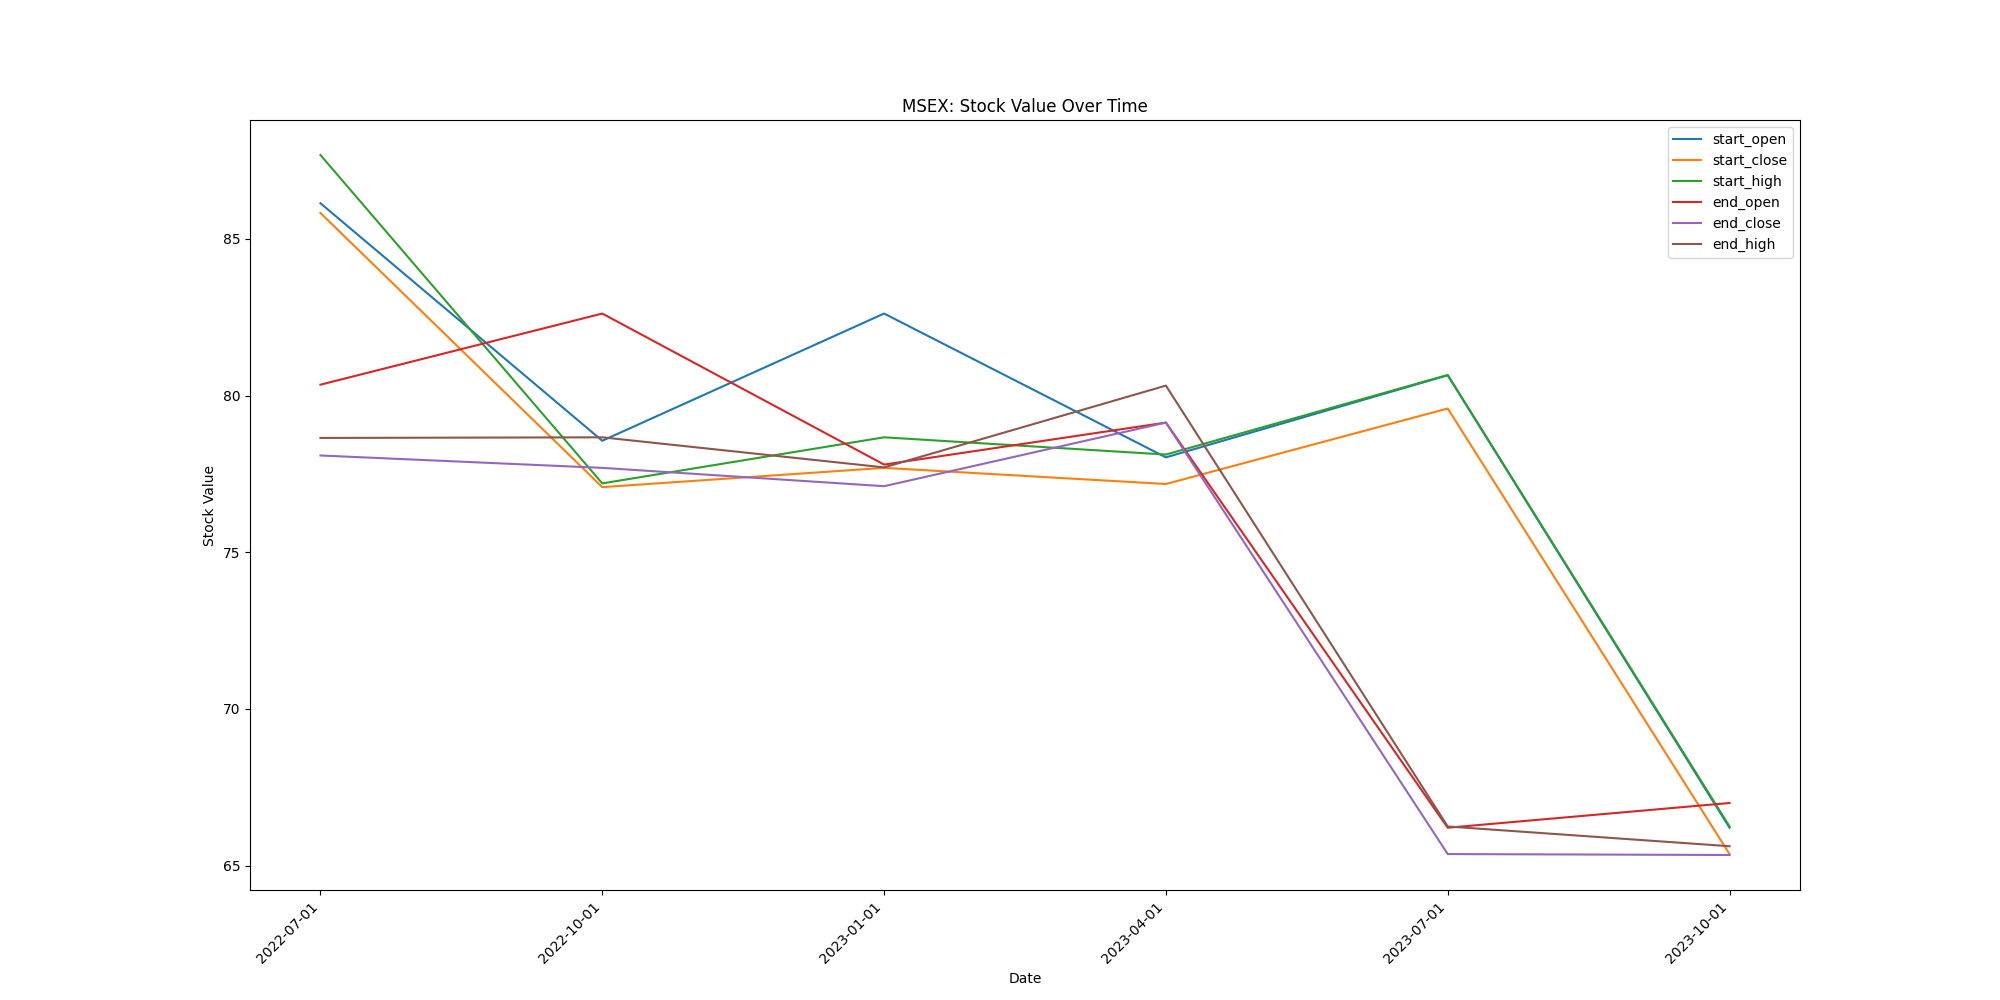 MSEX: Stock Value Over Time
start_open
start_close
start_high
end_open
end_close
end_high
Stock Value
85
80
75
70
65
2022-07-01
2022-10-01
2023-01-01
2023-04-01
2023-07-01
2023-10-01
Date